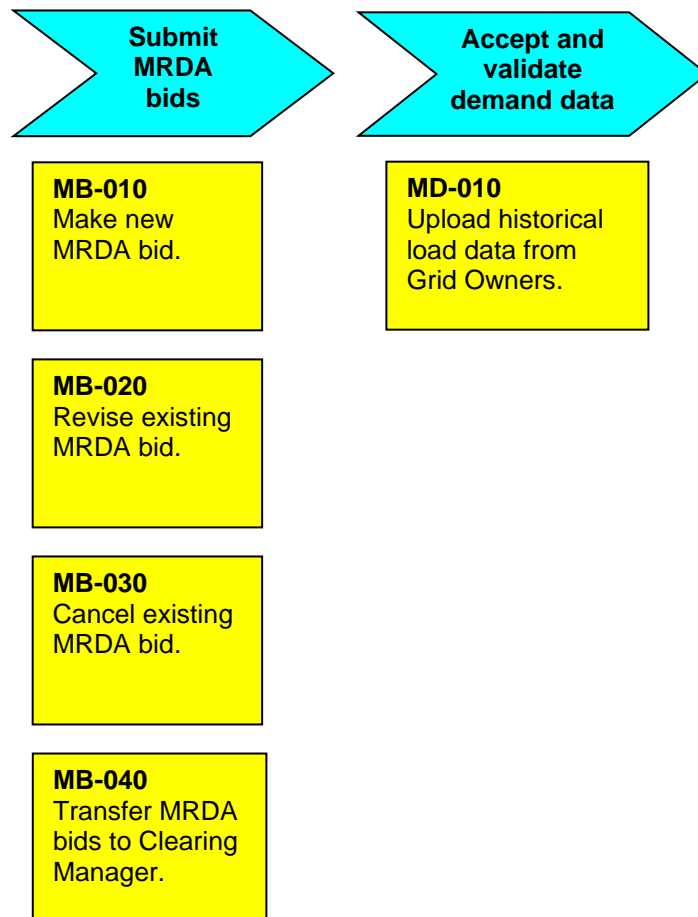 Submit
MRDA
bids
Accept and
validate
demand data
MB-010
Make new
MRDA bid.
MD-010
Upload historical
load data from
Grid Owners.
MB-020
Revise existing
MRDA bid.
MB-030
Cancel existing
MRDA bid.
MB-040
Transfer MRDA
bids to Clearing
Manager.